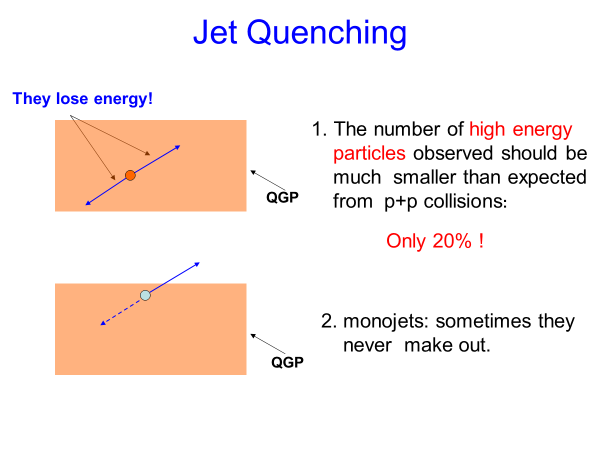 Jet Quenching
They lose energy!
1. The number of high energy
particles observed should be
much smaller than expected
from p+p collisions:
QGP
Only 20% !
2. monojets: sometimes they
never make out.
QGP